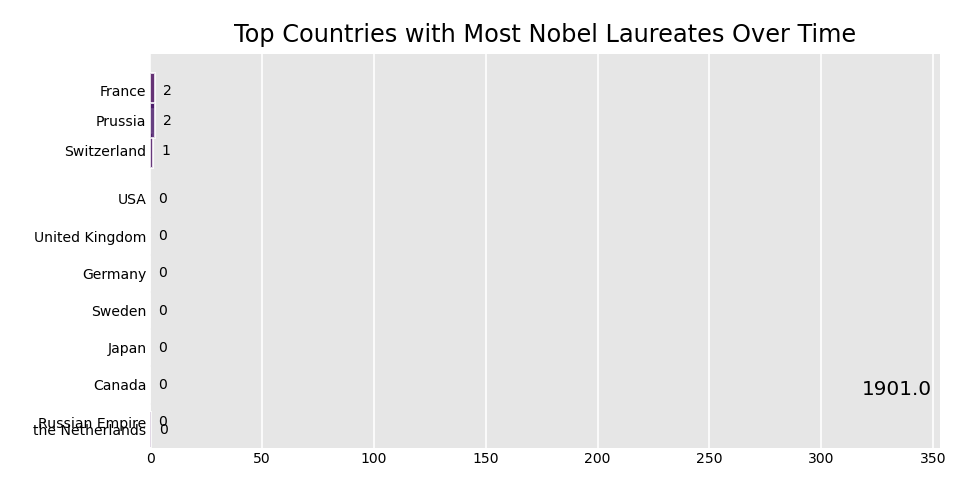 Top Countries with Most Nobel Laureates Over Time
France 2
Prussia 2
Switzerland 1
USA 0
United Kingdom 0
Germany 0
Sweden 0
Japan 0
Canada 0
1901.0
Russian Empire 0
the Netherlands 0
0 50 100 150 200 250 300 350